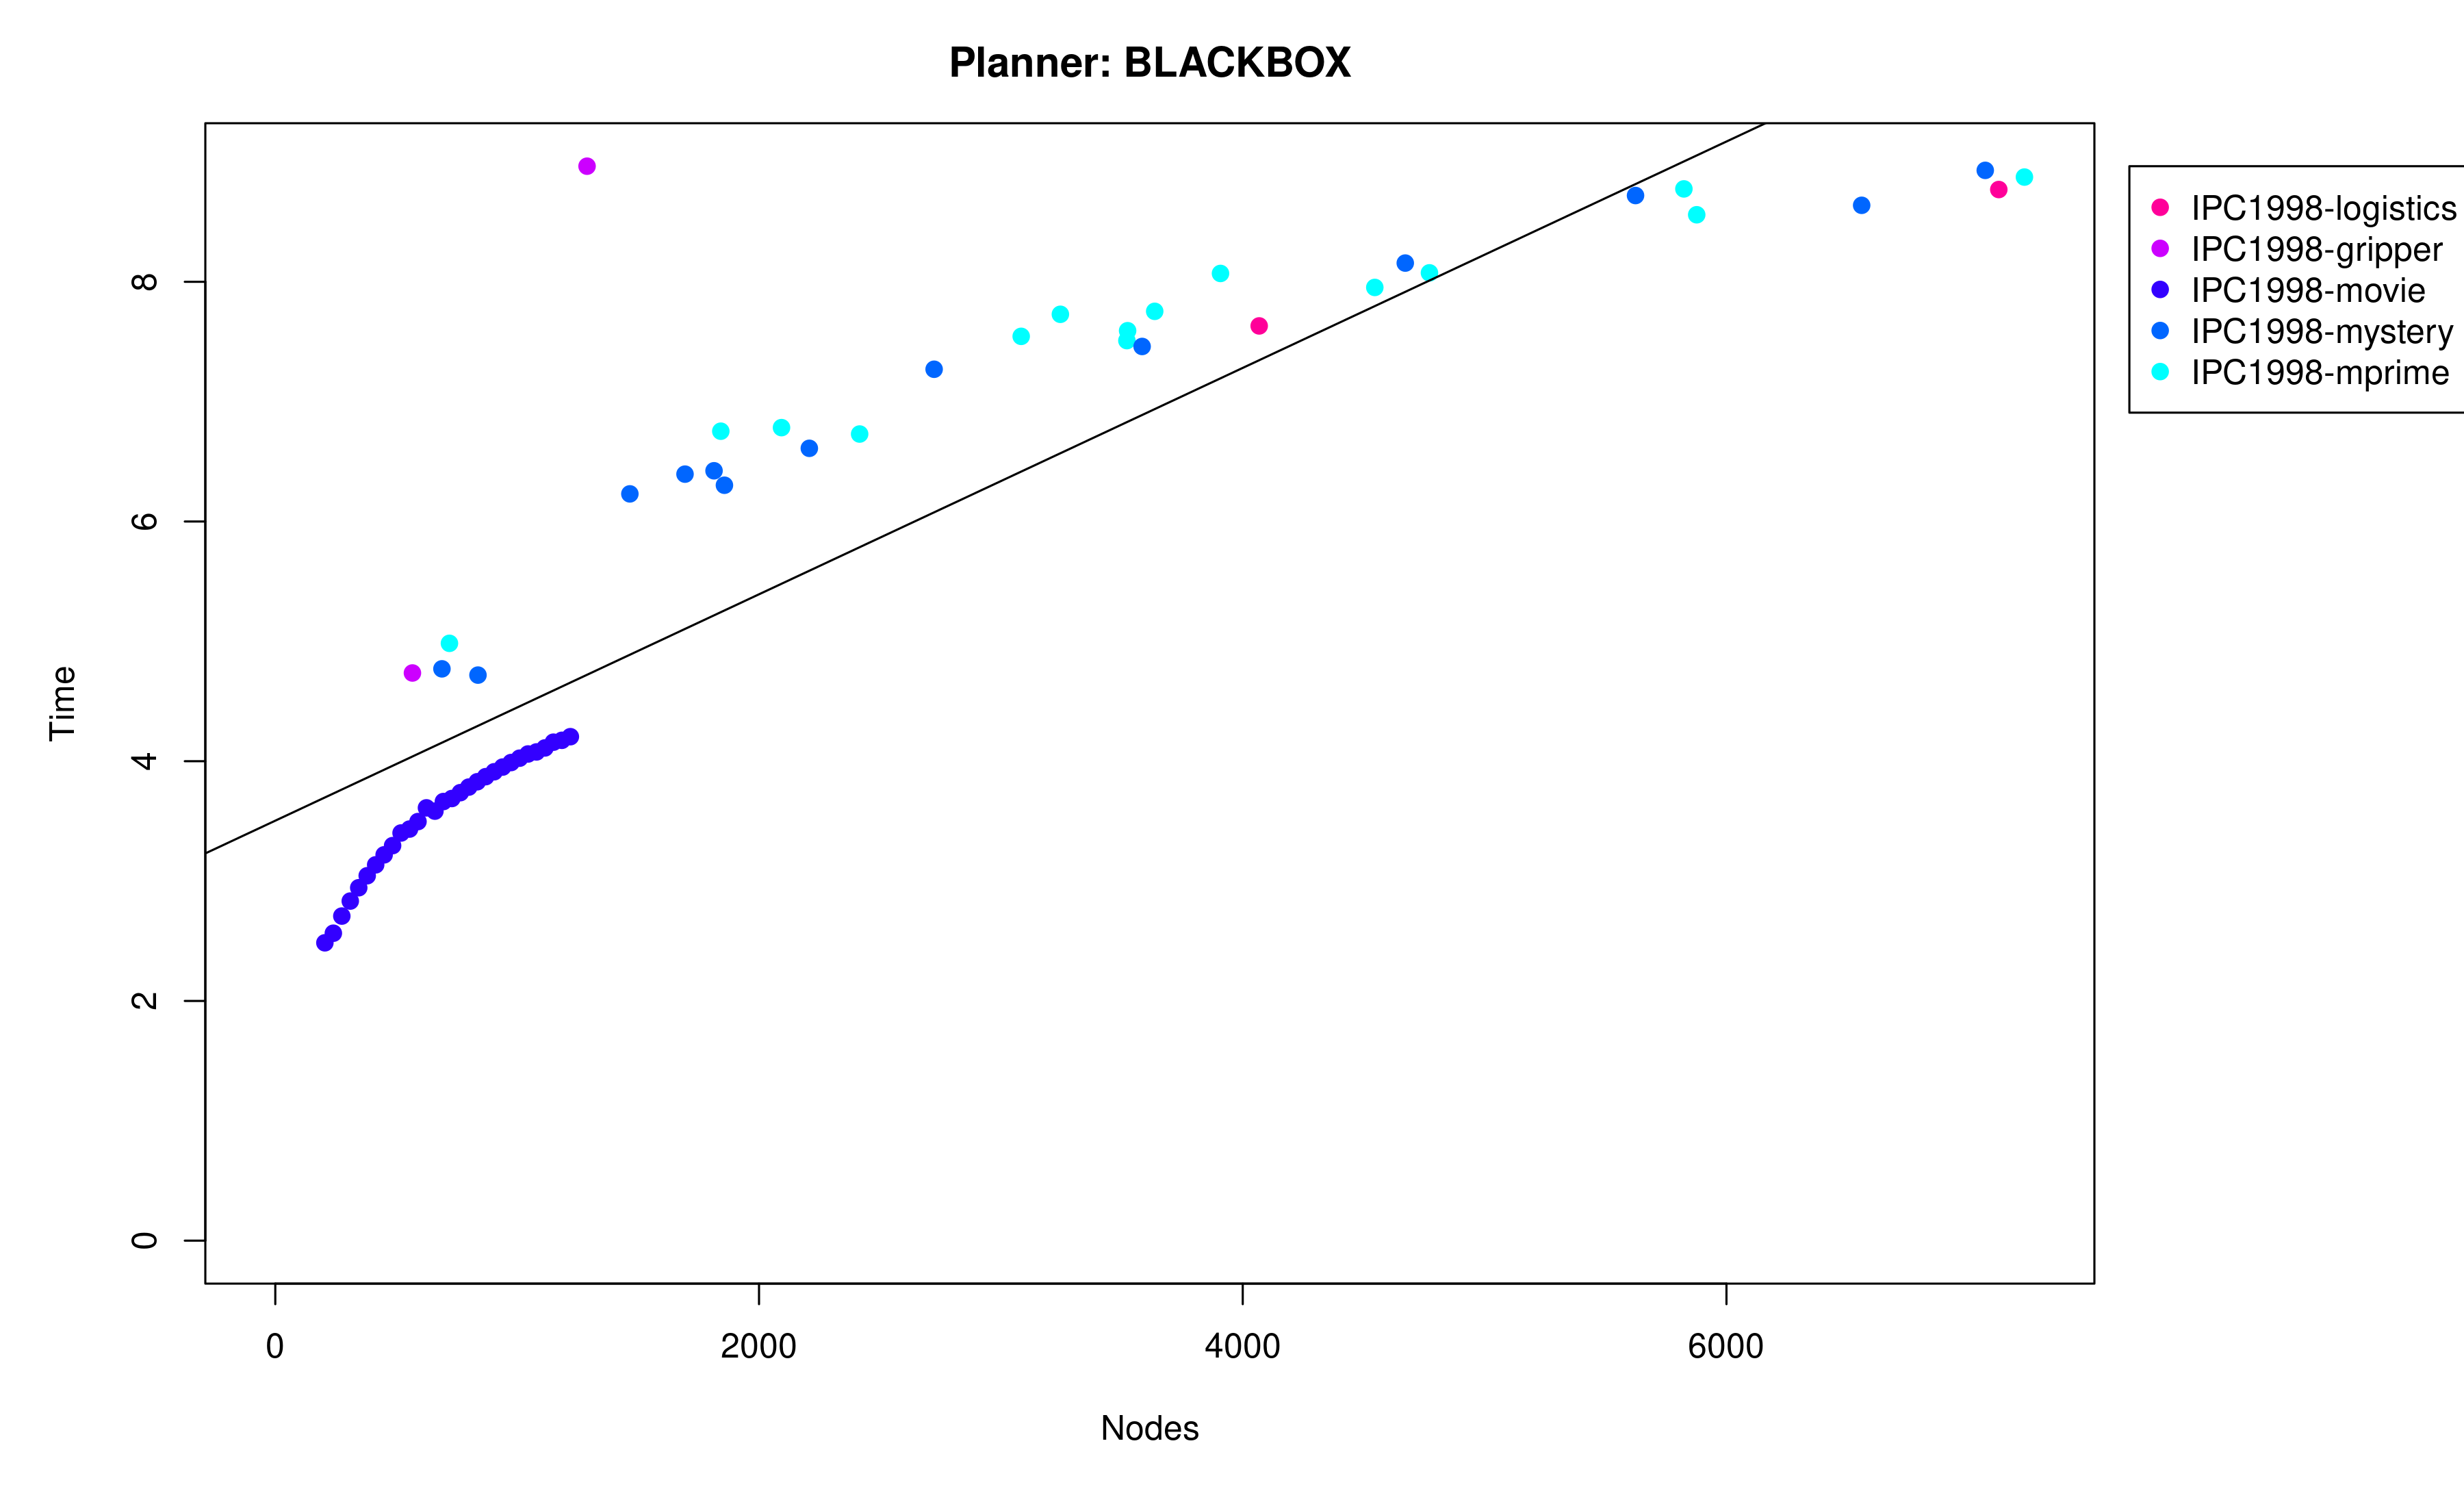 Planner: BLACKBOX
IPC1998-logistics
IPC1998-gripper
IPC1998-movie
IPC1998-mystery
IPC1998-mprime
Time
8
6
4
2
0
0 2000 4000 6000
Nodes